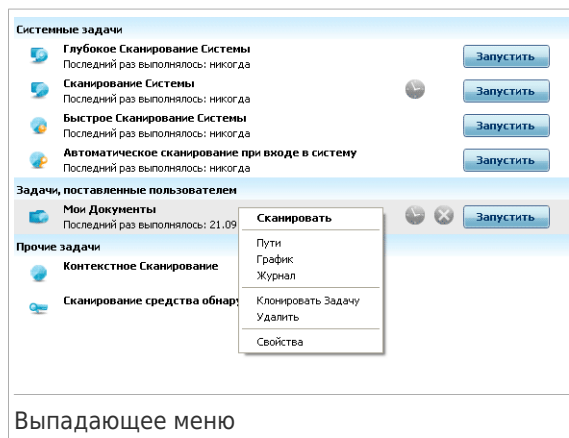 Системные задачи
Глубокое Сканирование Системы
Последний раз выполнялось: никогда
Запустить
Сканирование Системы
Последний раз выполнялось: никогда
Запустить
Быстрое Сканирование Системы
Последний раз выполнялось: никогда
Запустить
Автоматическое сканирование при входе в систему
Последний раз выполнялось: никогда
Запустить
Задачи, поставленные пользователем
Мои Документы
Последний раз выполнялось: 21.09
Запустить
Сканировать
Пути
График
Журнал
Клонировать Задачу
Удалить
Свойства
Прочие задачи
Контекстное Сканирование
Сканирование средства обнару
Выпадающее меню